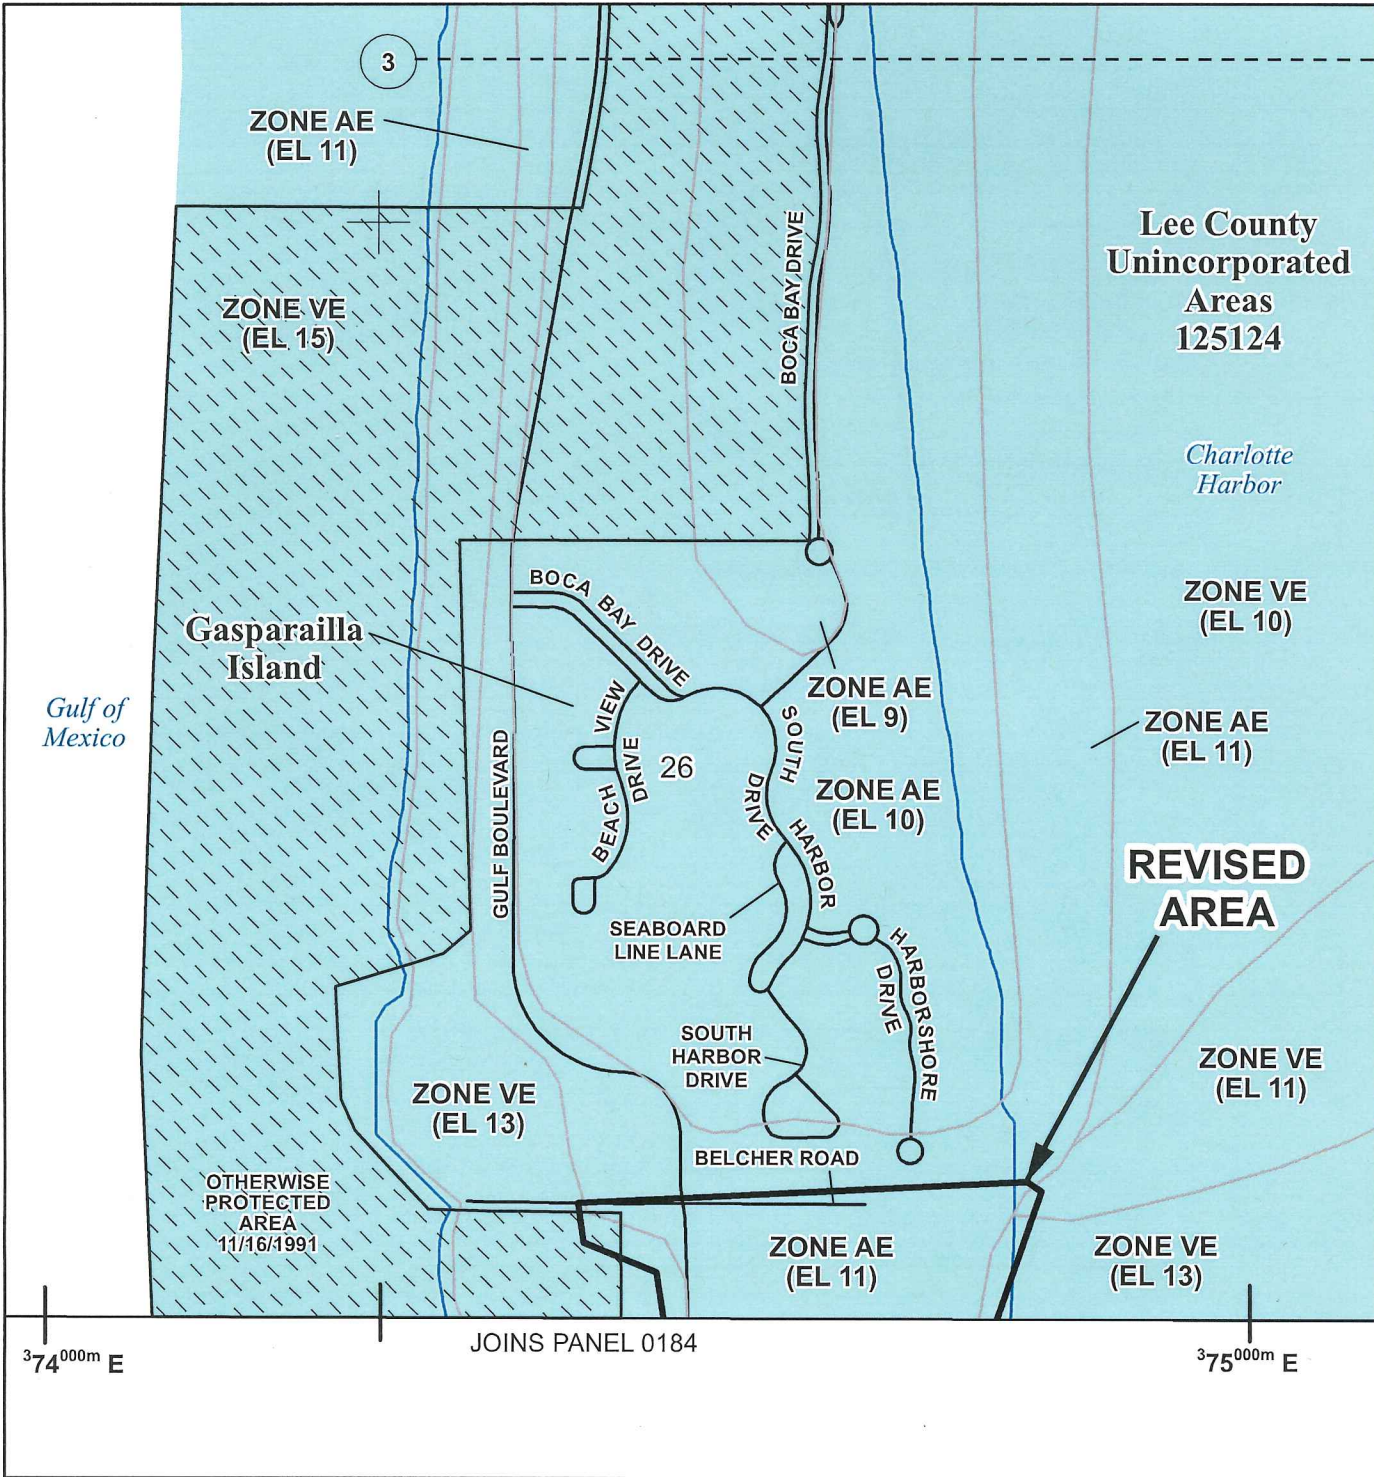 3
ZONE AE
(EL 11)
Lee County
Unincorporated
Areas
125124
BOCA BAY DRIVE
ZONE VE
(EL 15)
Charlotte
Harbor
BOCA BAY DRIVE
ZONE VE
(EL 10)
Gasparailla
Island
Gulf of
Mexico
ZONE AE
(EL 9)
ZONE AE
(EL 11)
BEACH VIEW
DRIVE
26
SOUTH HARBOR
DRIVE
ZONE AE
(EL 10)
GULF BOULEVARD
REVISED
AREA
SEABOARD
LINE LANE
HARBORSHORE
DRIVE
SOUTH
HARBOR
DRIVE
ZONE VE
(EL 11)
ZONE VE
(EL 13)
BELCHER ROAD
OTHERWISE
PROTECTED
AREA
11/16/1991
ZONE AE
(EL 11)
ZONE VE
(EL 13)
JOINS PANEL 0184
374000m E
375000m E